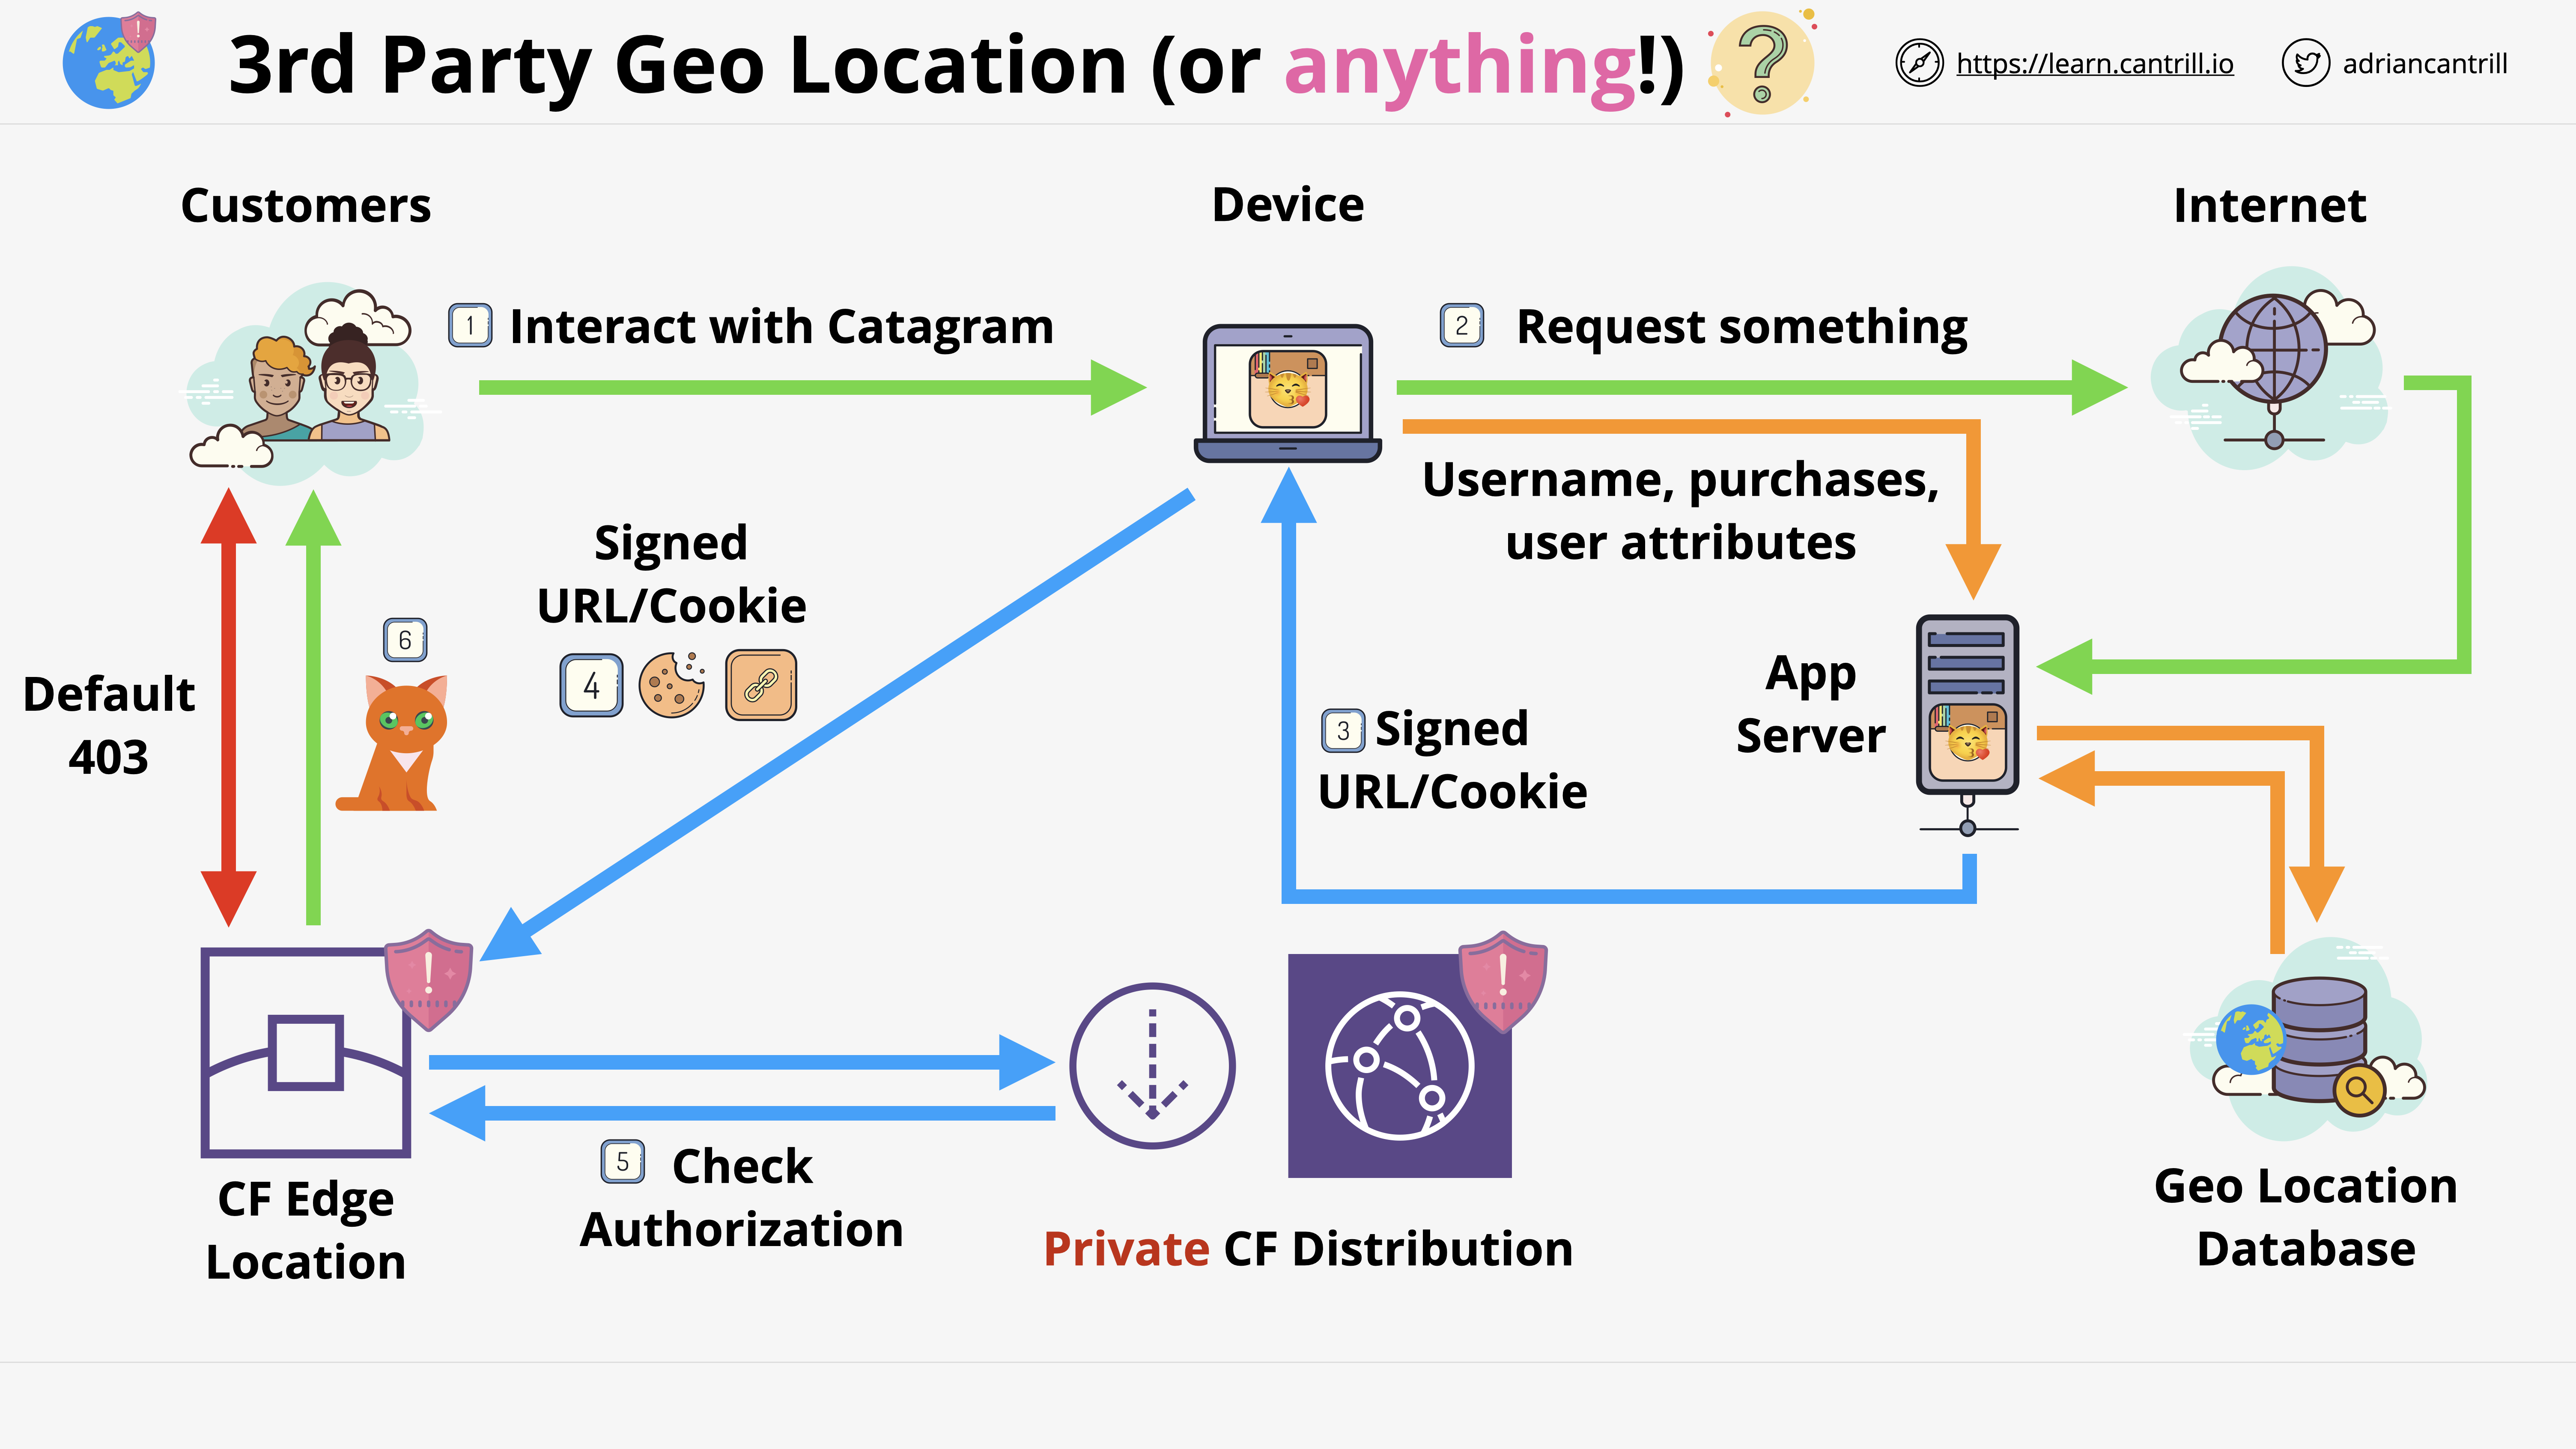 3rd Party Geo Location (or anything!)
https://learn.cantrill.io
adriancantrill
Customers
Device
Internet
1 Interact with Catagram
2 Request something
Username, purchases,
user attributes
Signed
URL/Cookie
4
6
Default
403
App
Server
3 Signed
URL/Cookie
5 Check
Authorization
CF Edge
Location
Private CF Distribution
Geo Location
Database